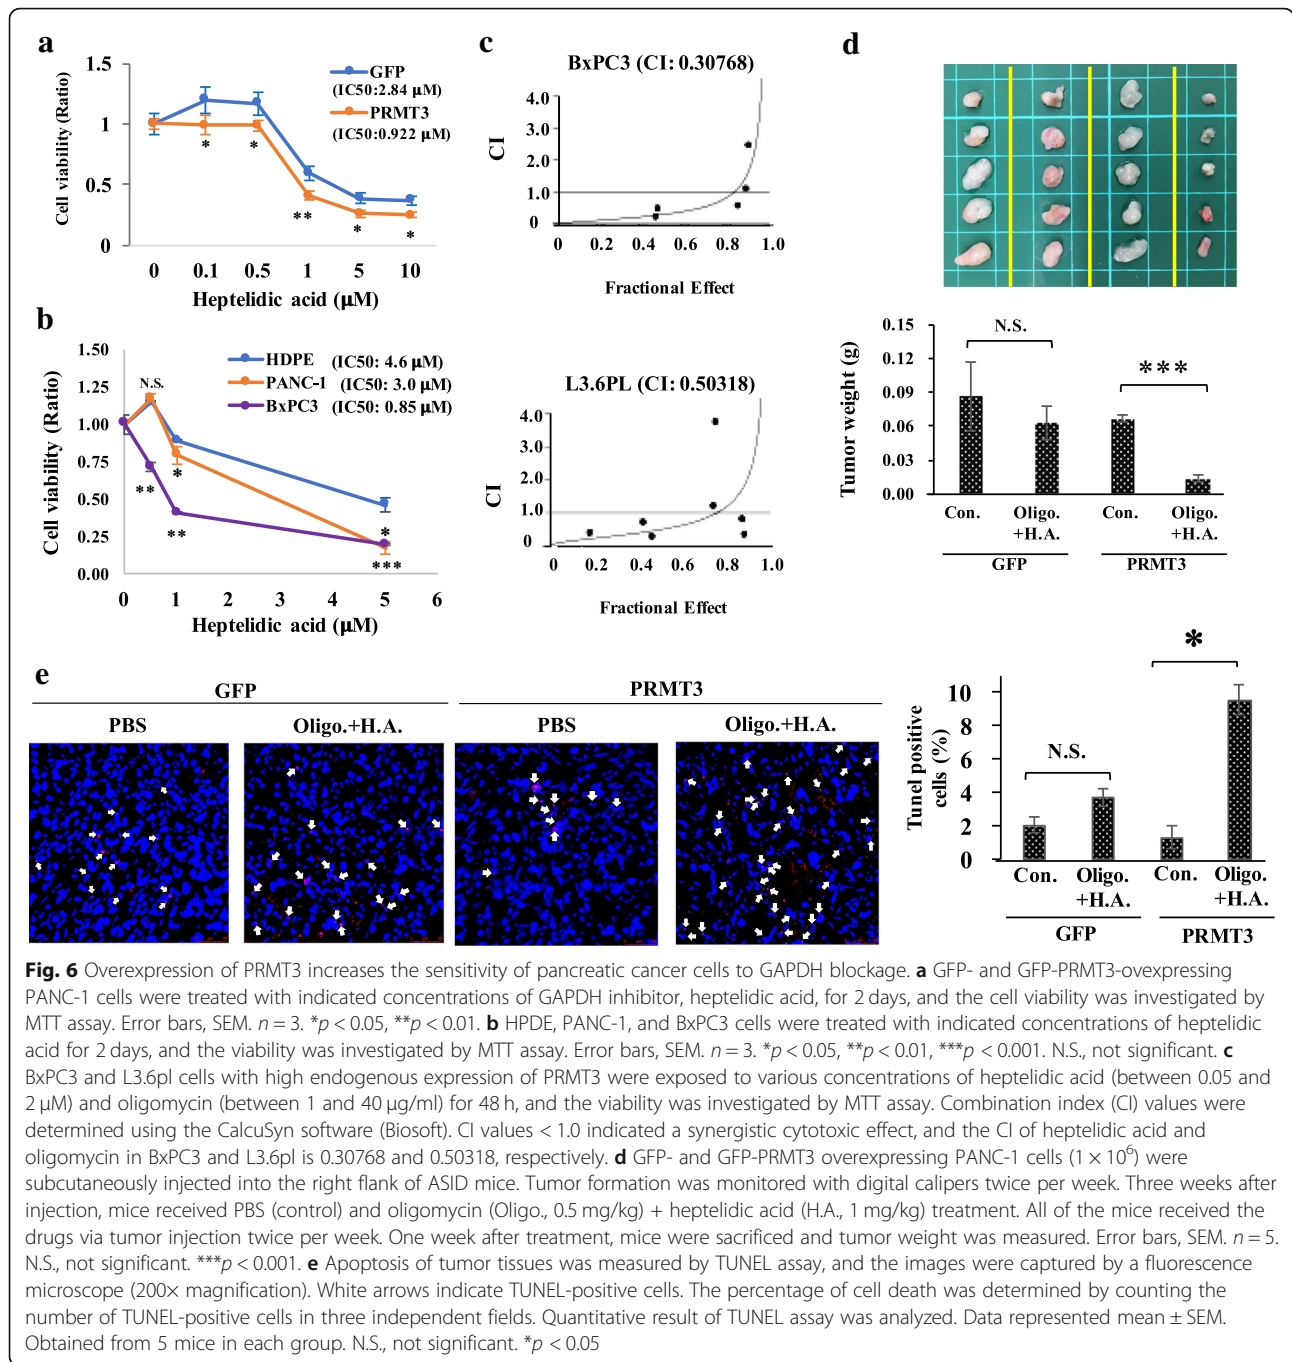 a
1.5
1
0.5
0
Cell viability (Ratio)
GFP
(IC50:2.84 μM)
PRMT3
(IC50:0.922 μM)
*
*
**
*
*
0 0.1 0.5 1 5 10
Heptelidic acid (μM)
b
1.50
1.25
1.00
0.75
0.50
0.25
0.00
Cell viability (Ratio)
HDPE (IC50: 4.6 μM)
PANC-1 (IC50: 3.0 μM)
BxPC3 (IC50: 0.85 μM)
N.S.
**
*
**
*
***
0 1 2 3 4 5 6
Heptelidic acid (μM)
c
BxPC3 (CI: 0.30768)
4.0
3.0
2.0
1.0
0
CI
0 0.2 0.4 0.6 0.8 1.0
Fractional Effect
L3.6PL (CI: 0.50318)
4.0
3.0
2.0
1.0
0
CI
0 0.2 0.4 0.6 0.8 1.0
Fractional Effect
d
0.15
0.12
0.09
0.06
0.03
0.00
Tumor weight (g)
N.S.
***
Con. Oligo. Con. Oligo.
+H.A. +H.A.
GFP PRMT3
e
GFP PRMT3
PBS Oligo.+H.A. PBS Oligo.+H.A.
10
8
6
4
2
0
Tunel positive
cells (%)
N.S.
*
Con. Oligo. Con. Oligo.
+H.A. +H.A.
GFP PRMT3
Fig. 6 Overexpression of PRMT3 increases the sensitivity of pancreatic cancer cells to GAPDH blockage. a GFP- and GFP-PRMT3-ovexpressing
PANC-1 cells were treated with indicated concentrations of GAPDH inhibitor, heptelidic acid, for 2 days, and the cell viability was investigated by
MTT assay. Error bars, SEM. n = 3. *p < 0.05, **p < 0.01. b HPDE, PANC-1, and BxPC3 cells were treated with indicated concentrations of heptelidic
acid for 2 days, and the viability was investigated by MTT assay. Error bars, SEM. n = 3. *p < 0.05, **p < 0.01, ***p < 0.001. N.S., not significant. c
BxPC3 and L3.6pl cells with high endogenous expression of PRMT3 were exposed to various concentrations of heptelidic acid (between 0.05 and
2 μM) and oligomycin (between 1 and 40 μg/ml) for 48 h, and the viability was investigated by MTT assay. Combination index (CI) values were
determined using the CalcuSyn software (Biosoft). CI values < 1.0 indicated a synergistic cytotoxic effect, and the CI of heptelidic acid and
oligomycin in BxPC3 and L3.6pl is 0.30768 and 0.50318, respectively. d GFP- and GFP-PRMT3 overexpressing PANC-1 cells (1 × 10⁶) were
subcutaneously injected into the right flank of ASID mice. Tumor formation was monitored with digital calipers twice per week. Three weeks after
injection, mice received PBS (control) and oligomycin (Oligo., 0.5 mg/kg) + heptelidic acid (H.A., 1 mg/kg) treatment. All of the mice received the
drugs via tumor injection twice per week. One week after treatment, mice were sacrificed and tumor weight was measured. Error bars, SEM. n = 5.
N.S., not significant. ***p < 0.001. e Apoptosis of tumor tissues was measured by TUNEL assay, and the images were captured by a fluorescence
microscope (200× magnification). White arrows indicate TUNEL-positive cells. The percentage of cell death was determined by counting the
number of TUNEL-positive cells in three independent fields. Quantitative result of TUNEL assay was analyzed. Data represented mean ± SEM.
Obtained from 5 mice in each group. N.S., not significant. *p < 0.05